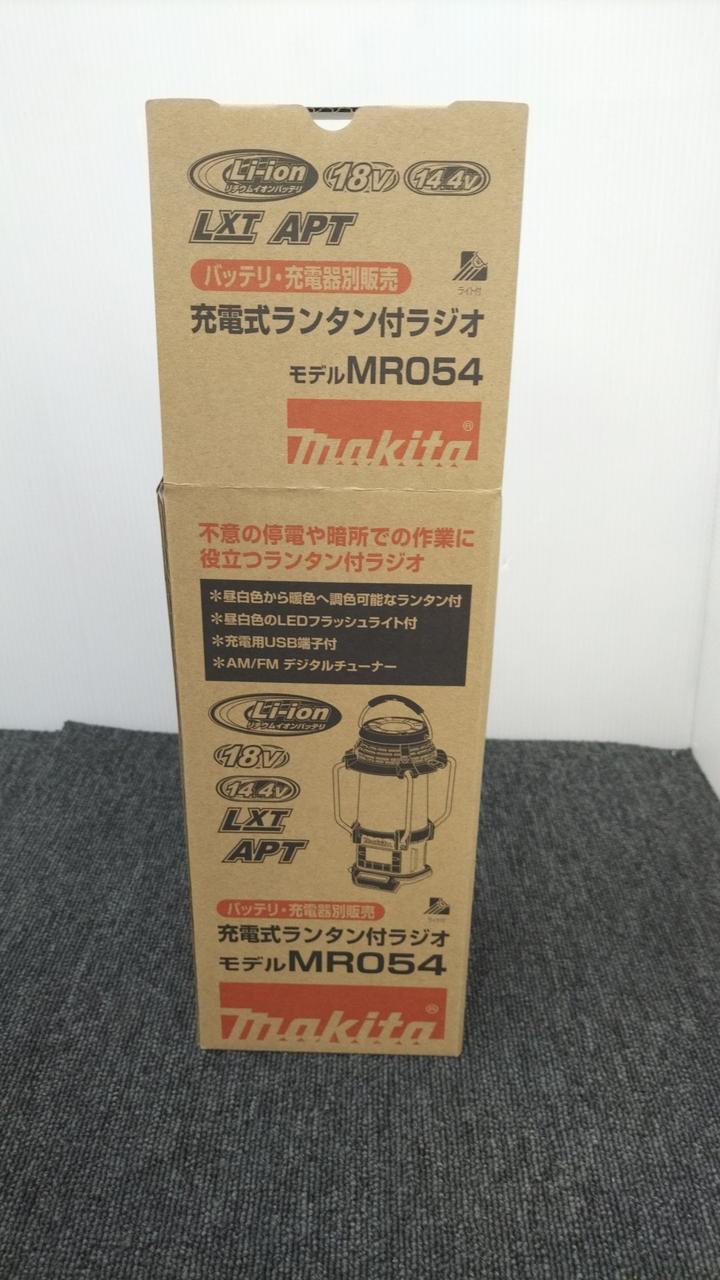 Li-ion
リチウムイオンバッテリ
18V
14.4V
LXT APT
バッテリ・充電器別販売
ライト付
充電式ランタン付ラジオ
モデルMR054
makita®
不意の停電や暗所での作業に
役立つランタン付ラジオ
＊昼白色から暖色へ調色可能なランタン付
＊昼白色のLEDフラッシュライト付
＊充電用USB端子付
＊AM/FM デジタルチューナー
Li-ion
リチウムイオンバッテリ
18V
14.4V
LXT
APT
makita
バッテリ・充電器別販売
ライト付
充電式ランタン付ラジオ
モデルMR054
makita®